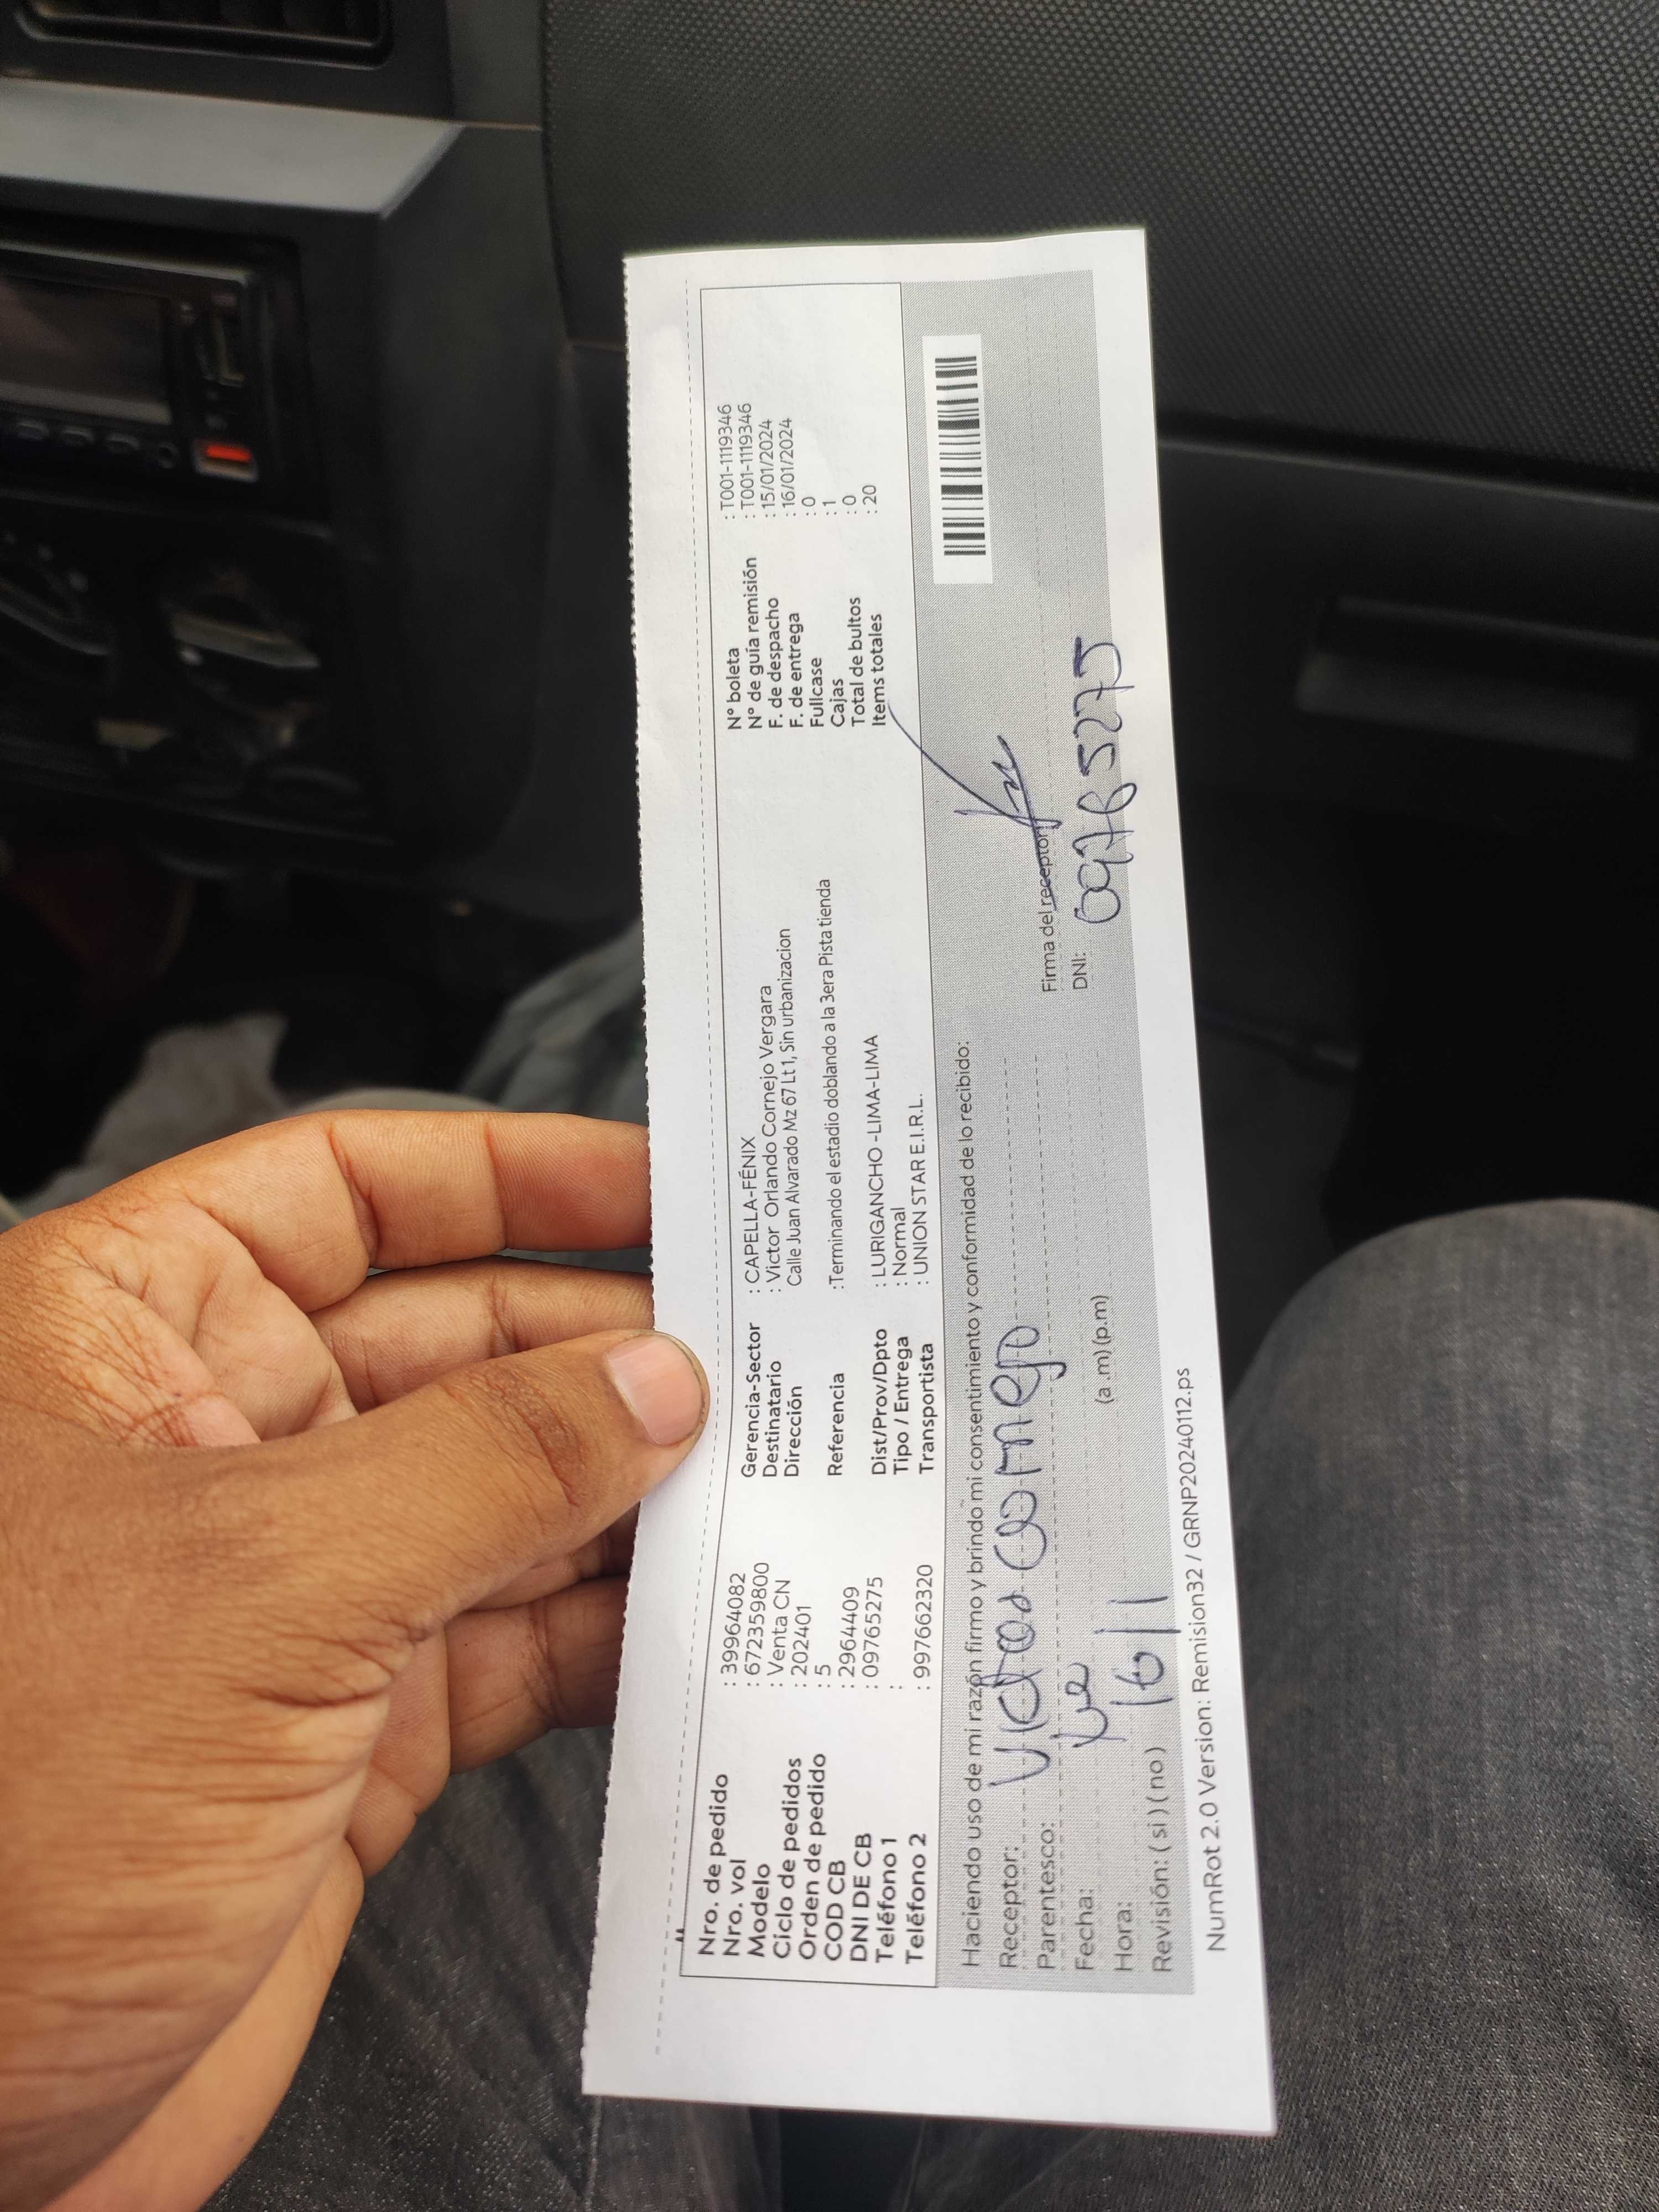 Nro. de pedido : 39964082
Nro. vol : 672359800
Modelo : Venta CN
Ciclo de pedidos : 202401
Orden de pedido : 5
COD CB : 2964409
DNI DE CB : 09765275
Teléfono 1 :
Teléfono 2 : 997662320
Gerencia-Sector : CAPELLA-FÉNIX
Destinatario : Victor Orlando Cornejo Vergara
Dirección Calle Juan Alvarado Mz 67 Lt 1, Sin urbanizacion
Referencia :Terminando el estadio doblando a la 3era Pista tienda
Dist/Prov/Dpto : LURIGANCHO -LIMA-LIMA
Tipo / Entrega : Normal
Transportista : UNION STAR E.I.R.L.
N° boleta : T001-1119346
N° de guía remisión : T001-1119346
F. de despacho : 15/01/2024
F. de entrega : 16/01/2024
Fullcase : 0
Cajas : 1
Total de bultos : 0
Items totales : 20
Haciendo uso de mi razón firmo y brindo mi consentimiento y conformidad de lo recibido:
Receptor: Victor Cornejo
Parentesco:
Fecha:
Hora: (a .m) (p.m)
Revisión: ( si ) ( no )
Firma del receptor
DNI: 09765275
NumRot 2.0 Version: Remision32 / GRNP20240112.ps